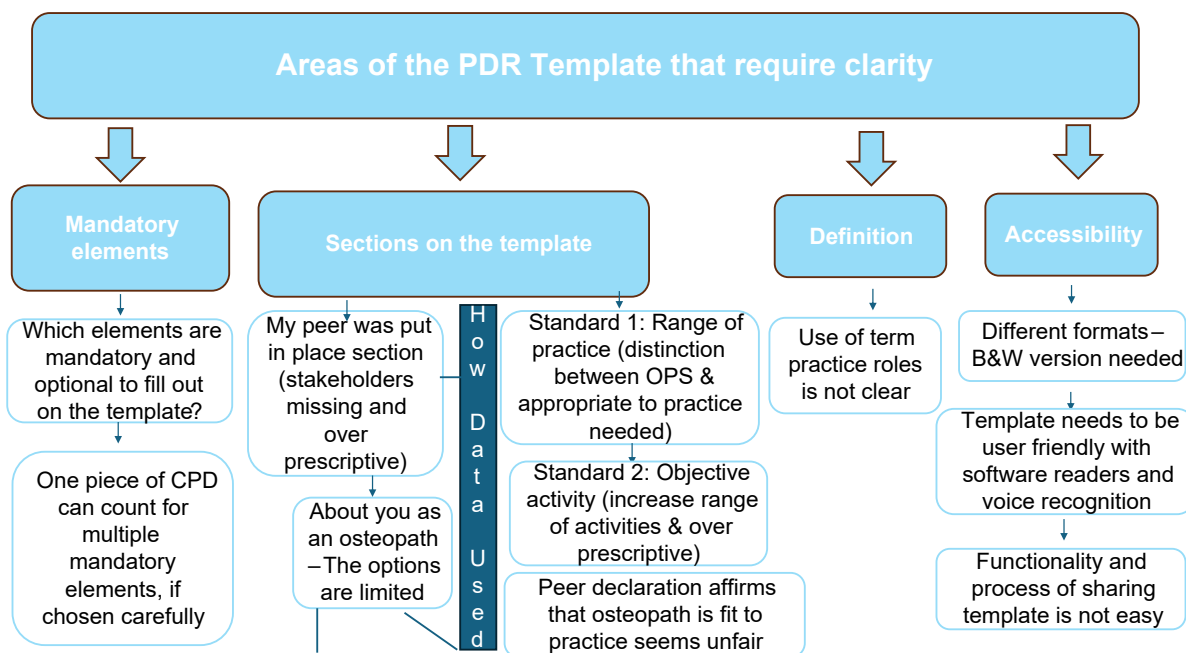 Areas of the PDR Template that require clarity
Mandatory
elements
Which elements are
mandatory and
optional to fill out
on the template?
One piece of CPD
can count for
multiple
mandatory
elements, if
chosen carefully
Sections on the template
My peer was put
in place section
(stakeholders
missing and
over
prescriptive)
About you as
an osteopath
– The options
are limited
H
o
w
D
a
t
a
U
s
e
d
Standard 1: Range of
practice (distinction
between OPS &
appropriate to practice
needed)
Standard 2: Objective
activity (increase range
of activities & over
prescriptive)
Peer declaration affirms
that osteopath is fit to
practice seems unfair
Definition
Use of term
practice roles
is not clear
Accessibility
Different formats –
B&W version needed
Template needs to be
user friendly with
software readers and
voice recognition
Functionality and
process of sharing
template is not easy